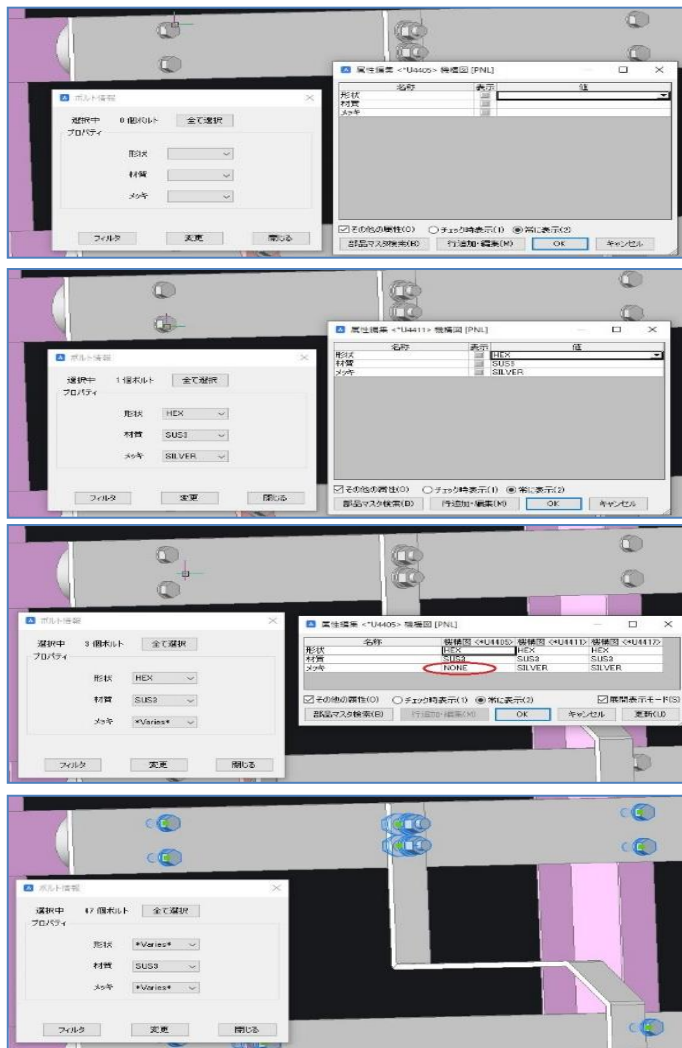 属性編集 <*U4405> 機構図 [PNL]
名称 表示 値
形状
材質
メッキ
ボルト情報
選択中 0 個ボルト 全て選択
プロパティ
形状
材質
メッキ
フィルタ 変更 閉じる
その他の属性(O) チェック時表示(1) 常に表示(2)
部品マスタ検索(B) 行追加・編集(M) OK キャンセル
属性編集 <*U4411> 機構図 [PNL]
名称 表示 値
形状 HEX
材質 SUS3
メッキ SILVER
ボルト情報
選択中 1 個ボルト 全て選択
プロパティ
形状 HEX
材質 SUS3
メッキ SILVER
フィルタ 変更 閉じる
その他の属性(O) チェック時表示(1) 常に表示(2)
部品マスタ検索(B) 行追加・編集(M) OK キャンセル
ボルト情報
選択中 3 個ボルト 全て選択
プロパティ
形状 HEX
材質 SUS3
メッキ *Varies*
フィルタ 変更 閉じる
属性編集 <*U4405> 機構図 [PNL]
名称 機構図 <*U4405> 機構図 <*U4411> 機構図 <*U4417>
形状 HEX HEX HEX
材質 SUS3 SUS3 SUS3
メッキ NONE SILVER SILVER
その他の属性(O) チェック時表示(1) 常に表示(2) 展開表示モード(S)
部品マスタ検索(B) 行追加・編集(M) OK キャンセル 更新(U)
ボルト情報
選択中 47 個ボルト 全て選択
プロパティ
形状 *Varies*
材質 SUS3
メッキ *Varies*
フィルタ 変更 閉じる